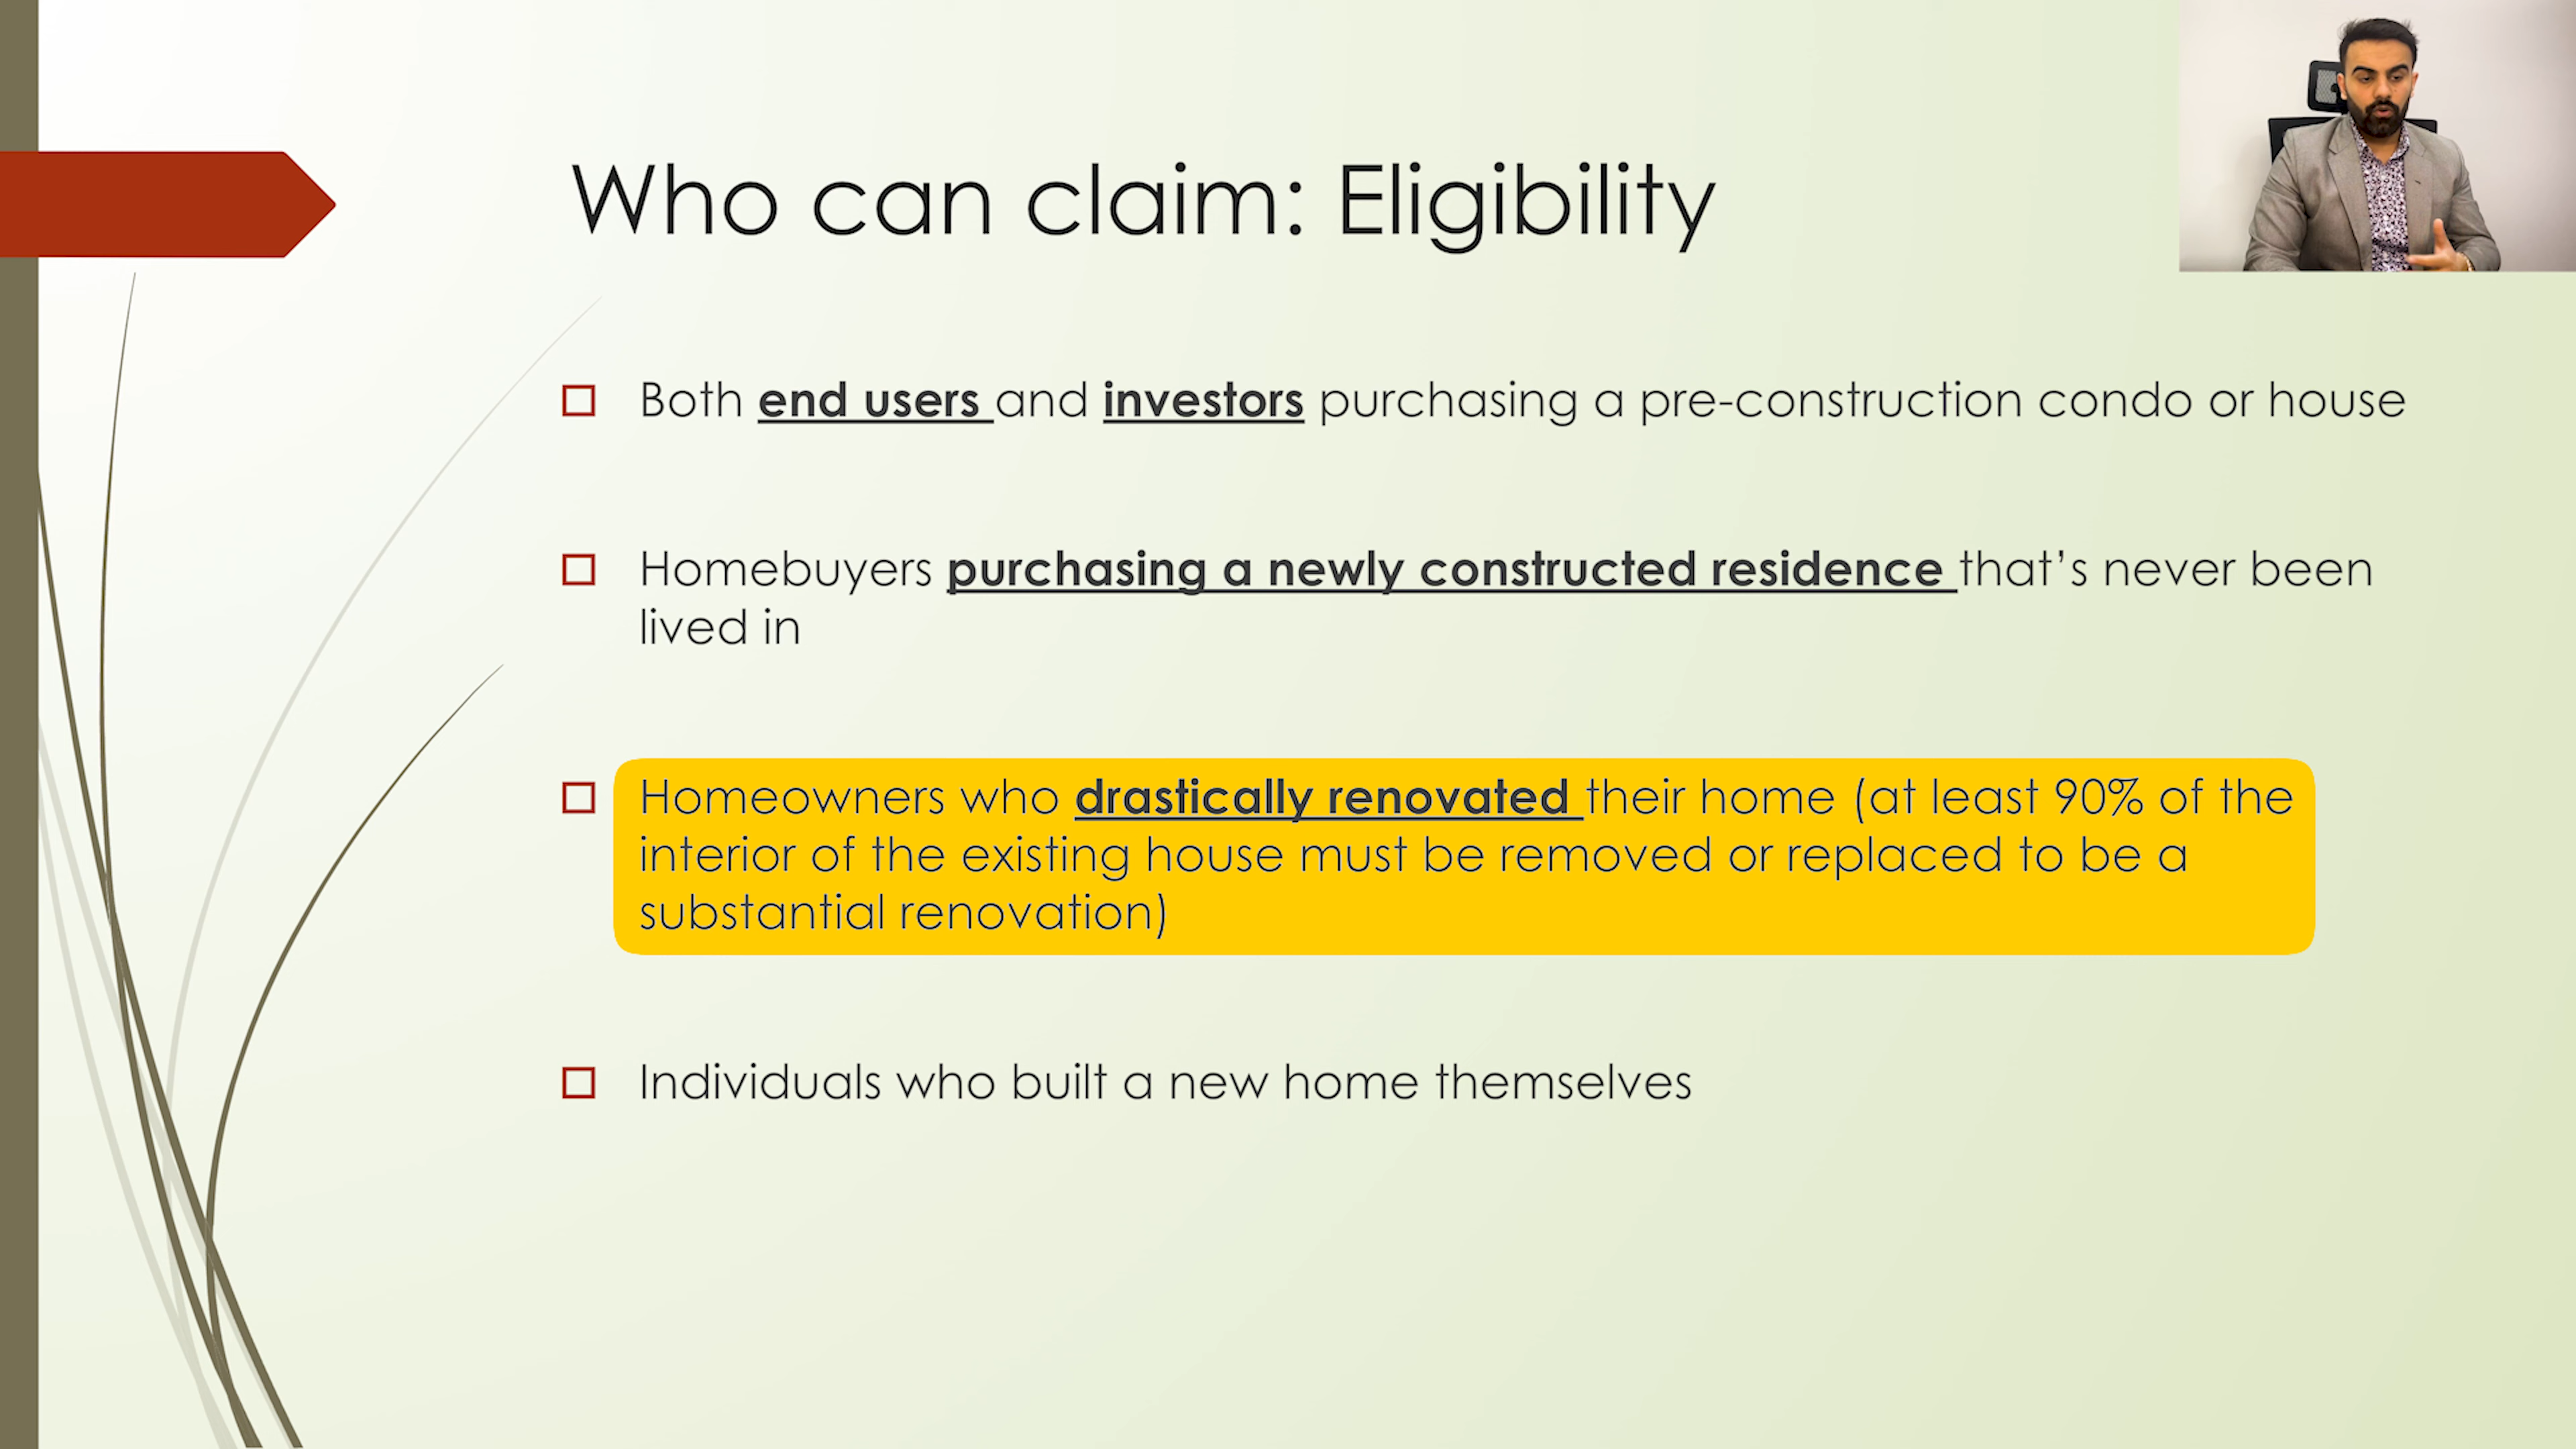 Who can claim: Eligibility
Both end users and investors purchasing a pre-construction condo or house
Homebuyers purchasing a newly constructed residence that’s never been
lived in
Homeowners who drastically renovated their home (at least 90% of the
interior of the existing house must be removed or replaced to be a
substantial renovation)
Individuals who built a new home themselves